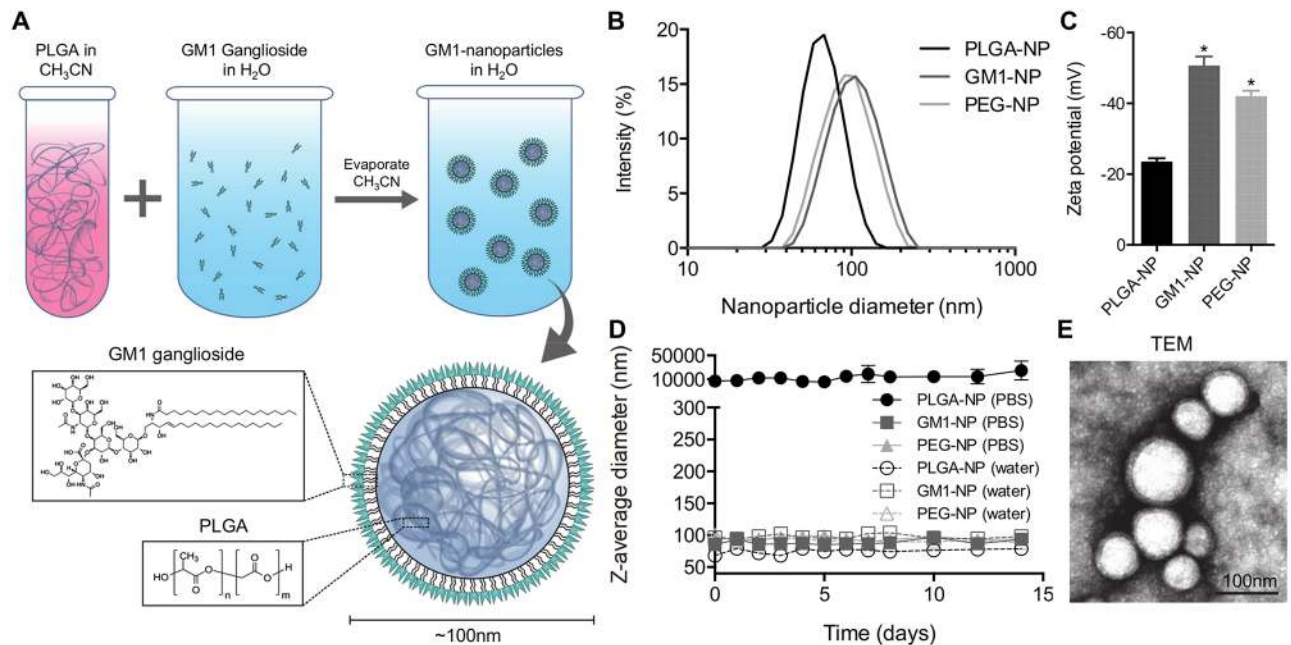 A
PLGA in
CH3CN
GM1 Ganglioside
in H2O
GM1-nanoparticles
in H2O
Evaporate
CH3CN
GM1 ganglioside
PLGA
CH3
HO
O
O
O
O
H
n
m
~100nm
B
Intensity (%)
20
15
10
5
0
10
100
1000
Nanoparticle diameter (nm)
PLGA-NP
GM1-NP
PEG-NP
C
Zeta potential (mV)
-60
-40
-20
0
*
*
PLGA-NP
GM1-NP
PEG-NP
D
Z-average diameter (nm)
50000
10000
300
250
200
150
100
50
0
5
10
15
Time (days)
PLGA-NP (PBS)
GM1-NP (PBS)
PEG-NP (PBS)
PLGA-NP (water)
GM1-NP (water)
PEG-NP (water)
E
TEM
100nm